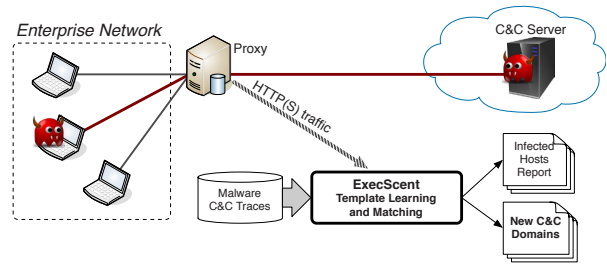 Enterprise Network
Proxy
C&C Server
HTTP(S) traffic
Malware
C&C Traces
ExecScent
Template Learning
and Matching
Infected
Hosts
Report
New C&C
Domains